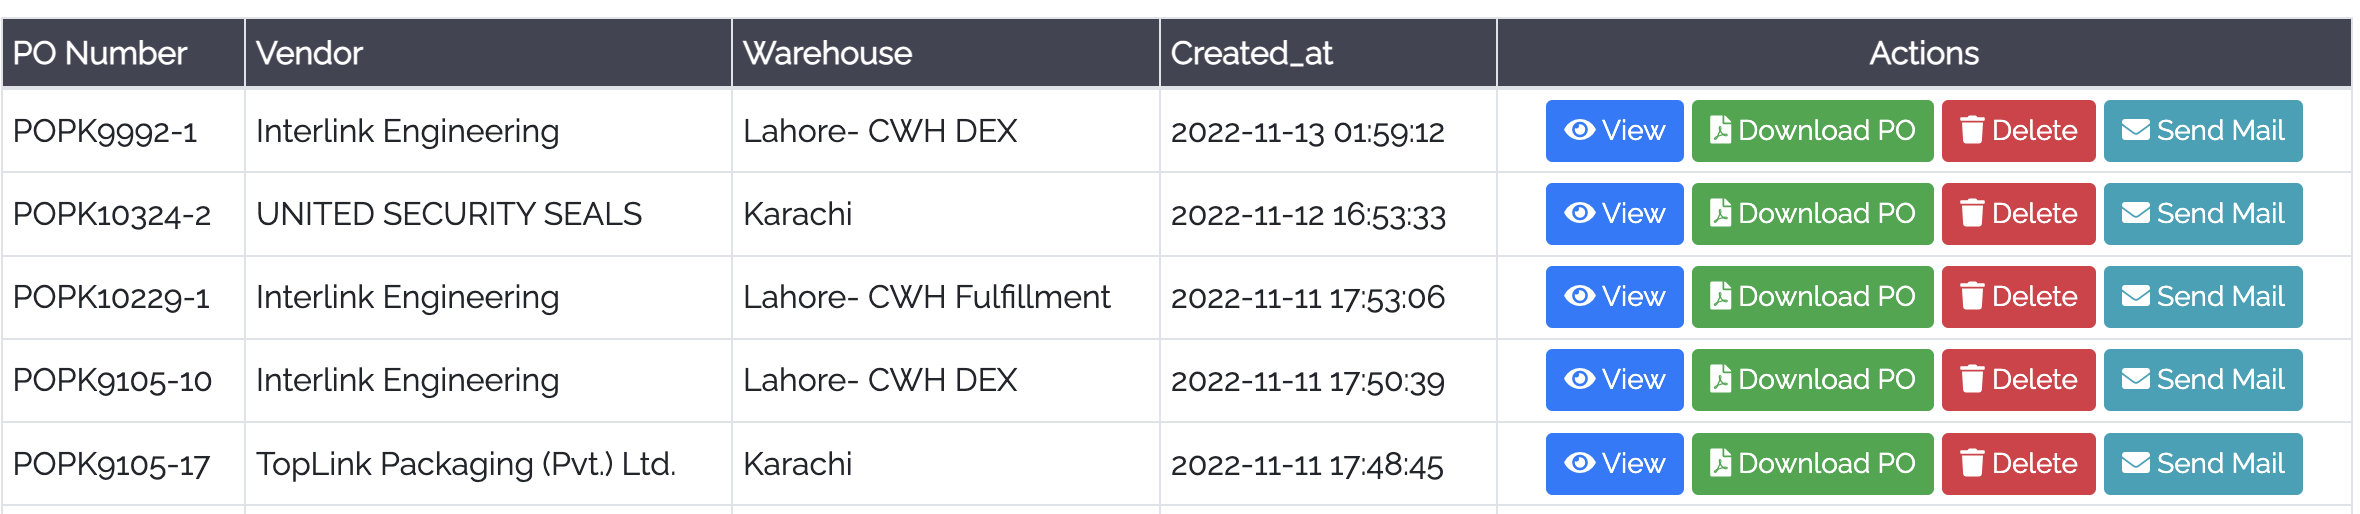 PO Number Vendor Warehouse Created_at Actions
POPK9992-1 Interlink Engineering Lahore- CWH DEX 2022-11-13 01:59:12 View Download PO Delete Send Mail
POPK10324-2 UNITED SECURITY SEALS Karachi 2022-11-12 16:53:33 View Download PO Delete Send Mail
POPK10229-1 Interlink Engineering Lahore- CWH Fulfillment 2022-11-11 17:53:06 View Download PO Delete Send Mail
POPK9105-10 Interlink Engineering Lahore- CWH DEX 2022-11-11 17:50:39 View Download PO Delete Send Mail
POPK9105-17 TopLink Packaging (Pvt.) Ltd. Karachi 2022-11-11 17:48:45 View Download PO Delete Send Mail